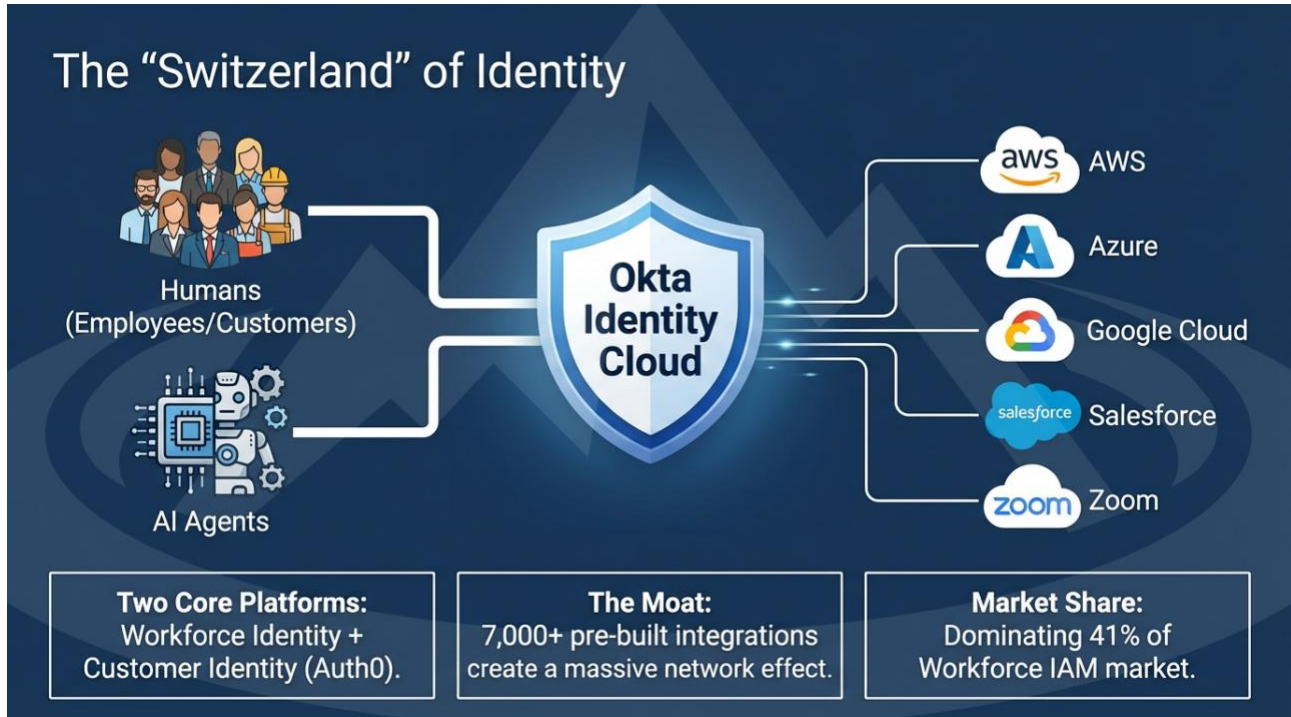 The “Switzerland” of Identity
Humans
(Employees/Customers)
AI Agents
Okta
Identity
Cloud
aws
AWS
Azure
Google Cloud
salesforce
Salesforce
zoom
Zoom
Two Core Platforms:
Workforce Identity +
Customer Identity (Auth0).
The Moat:
7,000+ pre-built integrations
create a massive network effect.
Market Share:
Dominating 41% of
Workforce IAM market.